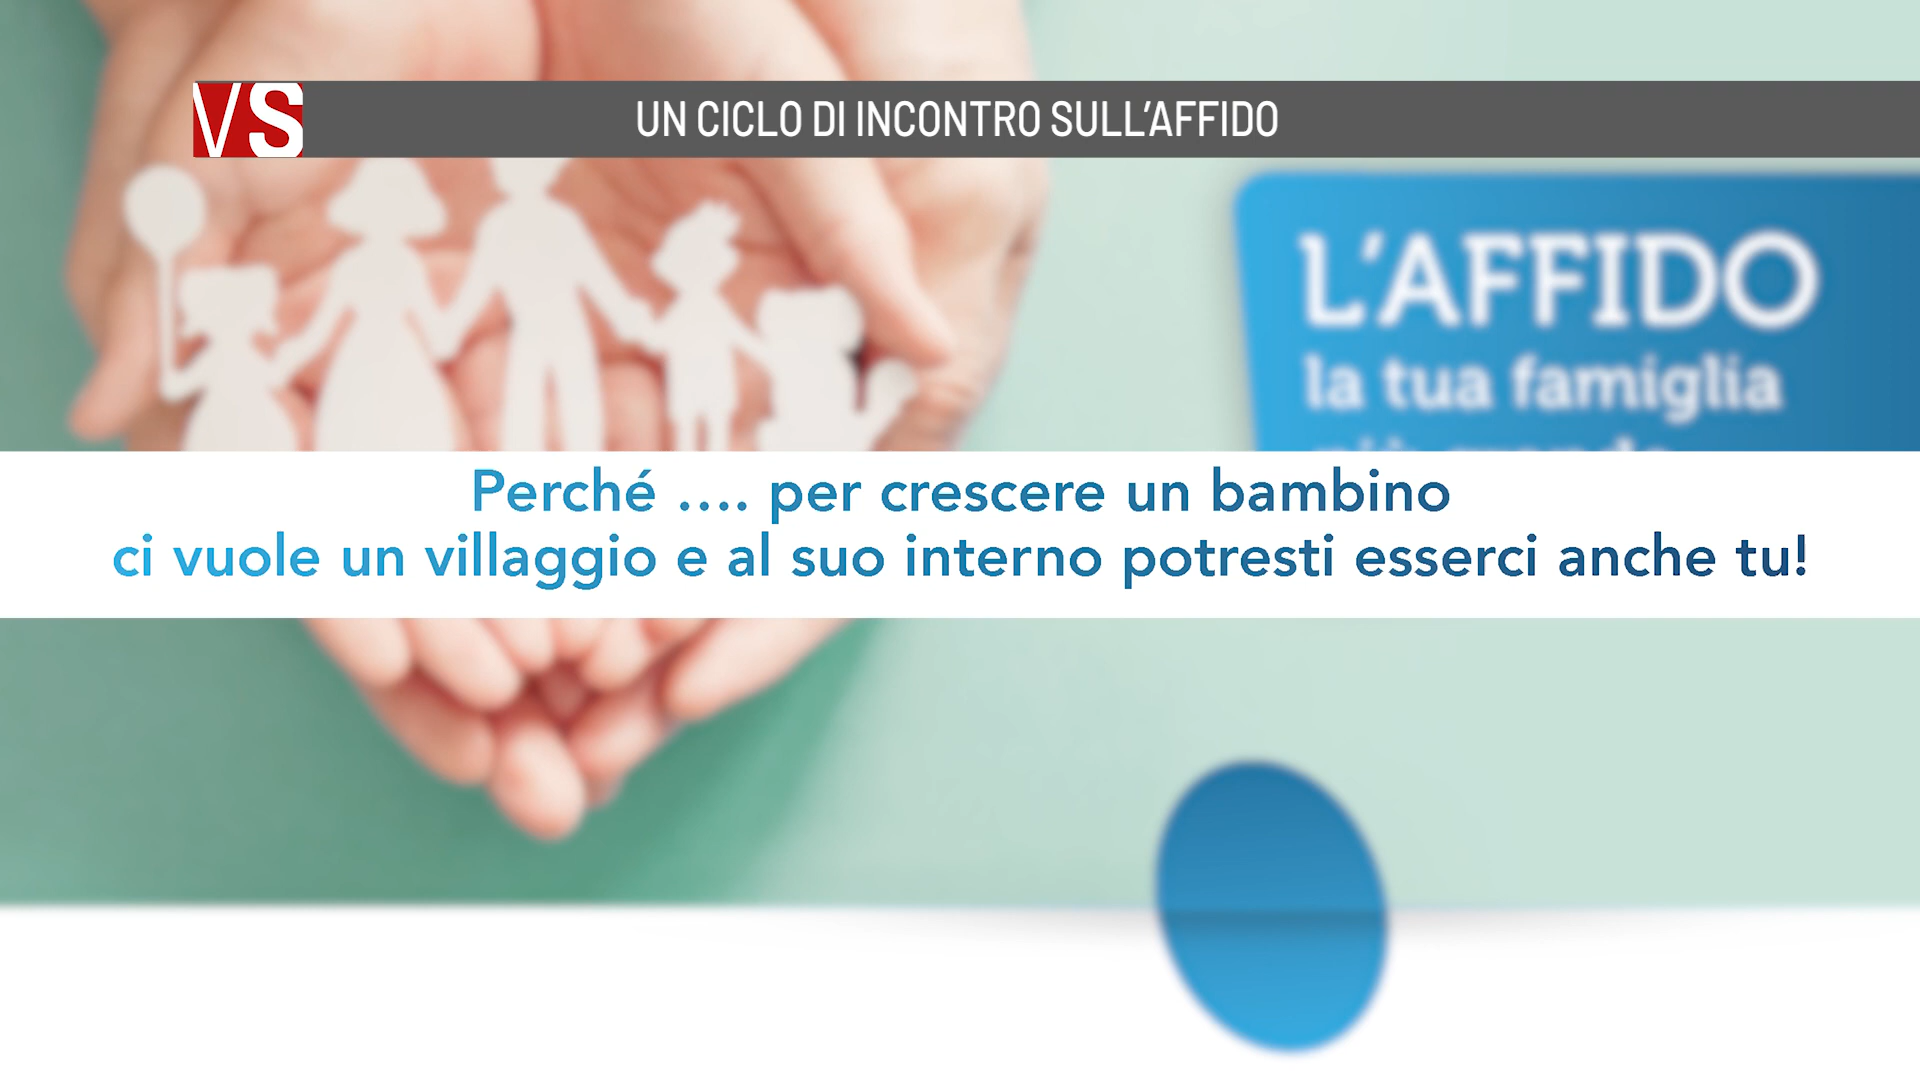 VS
UN CICLO DI INCONTRO SULL'AFFIDO
L'AFFIDO
la tua famiglia
Perché .... per crescere un bambino
ci vuole un villaggio e al suo interno potresti esserci anche tu!